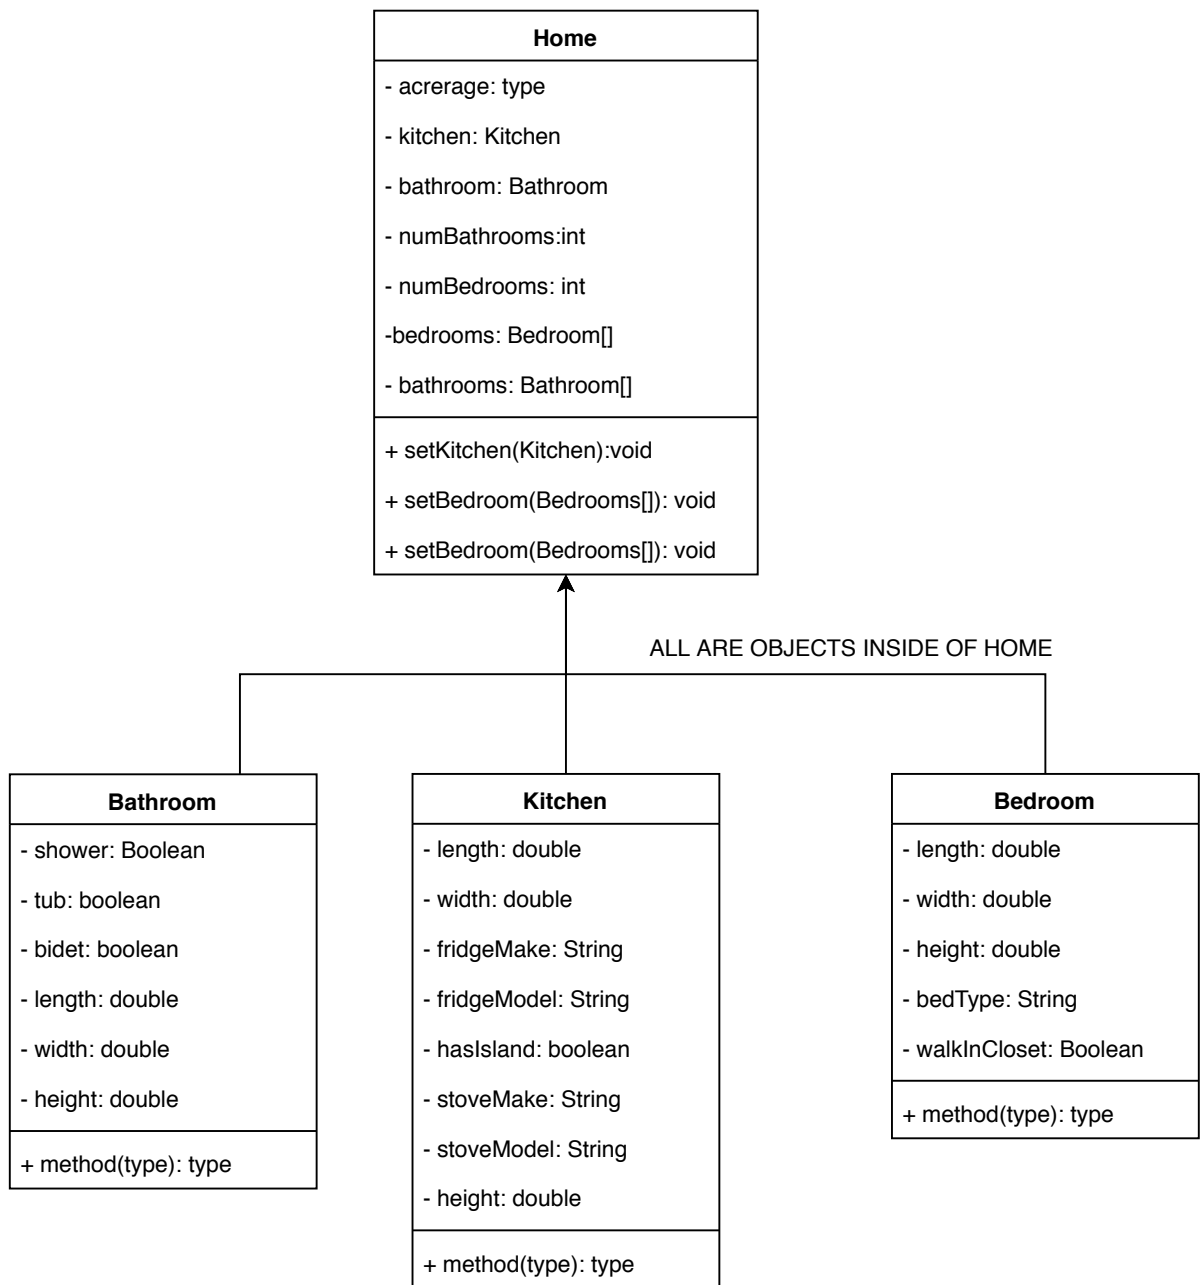 Home
- acrerage: type
- kitchen: Kitchen
- bathroom: Bathroom
- numBathrooms:int
- numBedrooms: int
-bedrooms: Bedroom[]
- bathrooms: Bathroom[]
+ setKitchen(Kitchen):void
+ setBedroom(Bedrooms[]): void
+ setBedroom(Bedrooms[]): void
ALL ARE OBJECTS INSIDE OF HOME
Bathroom
- shower: Boolean
- tub: boolean
- bidet: boolean
- length: double
- width: double
- height: double
+ method(type): type
Kitchen
- length: double
- width: double
- fridgeMake: String
- fridgeModel: String
- hasIsland: boolean
- stoveMake: String
- stoveModel: String
- height: double
+ method(type): type
Bedroom
- length: double
- width: double
- height: double
- bedType: String
- walkInCloset: Boolean
+ method(type): type